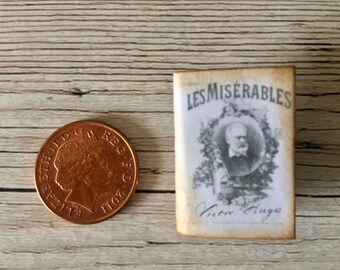 ELIZABETH·II·D·G REG·F·D·2011
LES MISÉRABLES
Victor Hugo